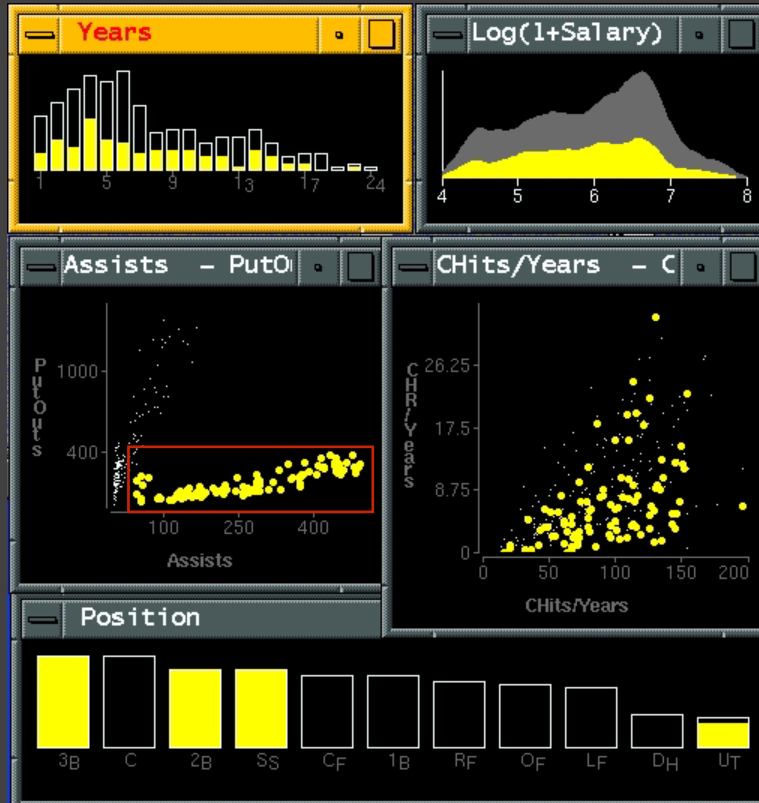 Years
Log(1+Salary)
1 5 9 13 17 24
4 5 6 7 8
Assists - PutO
CHits/Years - C
PutOuts
1000
400
100 250 400
Assists
CHR/Years
26.25
17.5
8.75
0
0 50 100 150 200
CHits/Years
Position
3B C 2B SS CF 1B RF OF LF DH UT